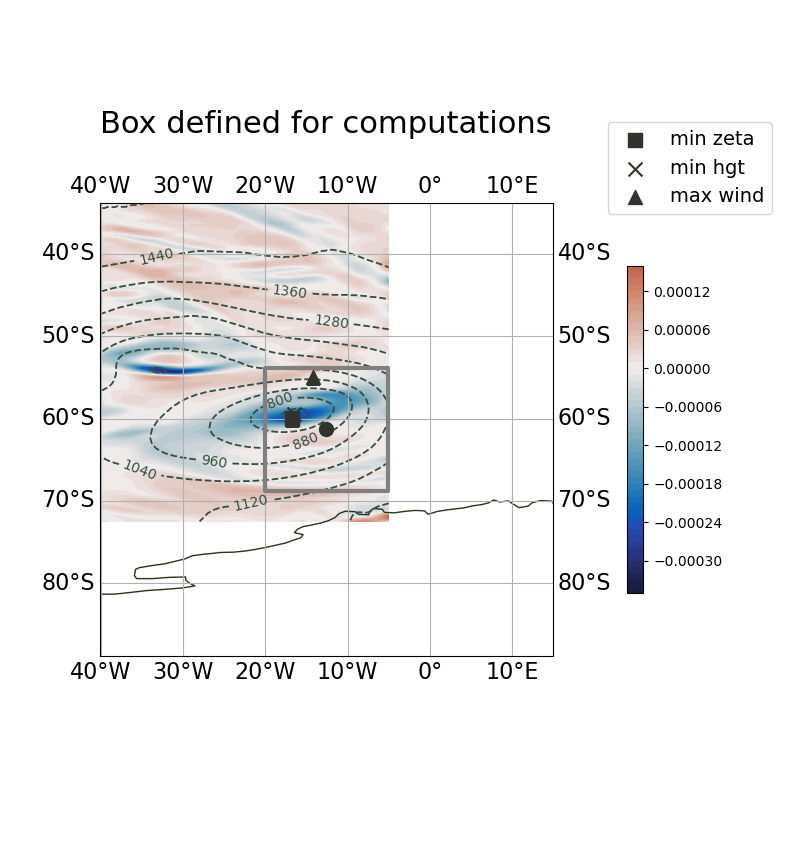 Box defined for computations
min zeta
min hgt
max wind
40°W 30°W 20°W 10°W 0° 10°E
40°S 40°S
50°S 50°S
60°S 60°S
70°S 70°S
80°S 80°S
40°W 30°W 20°W 10°W 0° 10°E
1440
1360
1280
800
880
960
1040
1120
0.00012
0.00006
0.00000
−0.00006
−0.00012
−0.00018
−0.00024
−0.00030